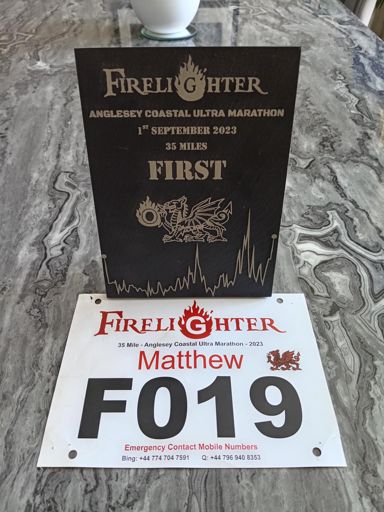 FIRELIGHTER
ANGLESEY COASTAL ULTRA MARATHON
1ST SEPTEMBER 2023
35 MILES
FIRST
FIRELIGHTER
35 Mile - Anglesey Coastal Ultra Marathon - 2023
Matthew
F019
Emergency Contact Mobile Numbers
Bing: +44 774 704 7591 Q: +44 796 940 8353